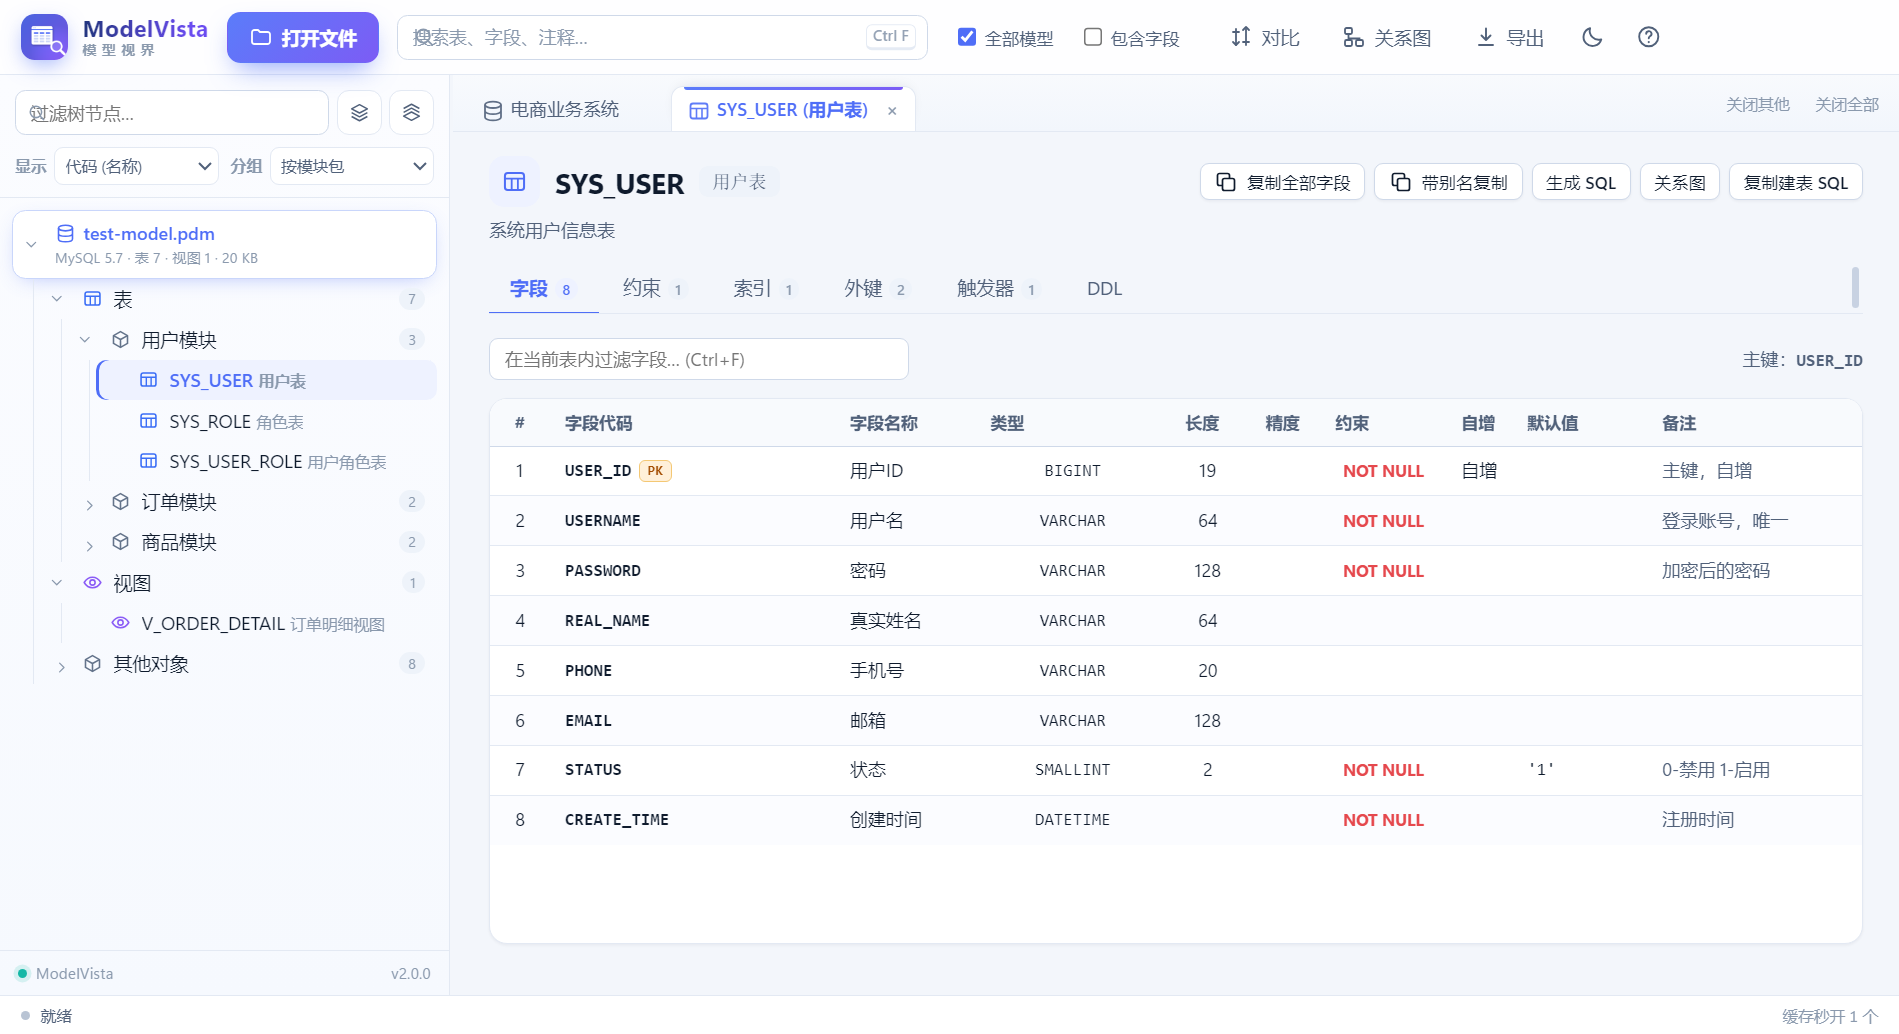 ModelVista
模型视界
打开文件
搜索表、字段、注释...
Ctrl F
全部模型
包含字段
对比
关系图
导出
过滤树节点...
显示 代码 (名称) 分组 按模块包
test-model.pdm
MySQL 5.7 · 表 7 · 视图 1 · 20 KB
表 7
用户模块 3
SYS_USER 用户表
SYS_ROLE 角色表
SYS_USER_ROLE 用户角色表
订单模块 2
商品模块 2
视图 1
V_ORDER_DETAIL 订单明细视图
其他对象 8
ModelVista v2.0.0
电商业务系统 SYS_USER (用户表) × 关闭其他 关闭全部
SYS_USER 用户表
复制全部字段 带别名复制 生成 SQL 关系图 复制建表 SQL
系统用户信息表
字段 8 约束 1 索引 1 外键 2 触发器 1 DDL
在当前表内过滤字段... (Ctrl+F) 主键：USER_ID
# 字段代码 字段名称 类型 长度 精度 约束 自增 默认值 备注
1 USER_ID PK 用户ID BIGINT 19 NOT NULL 自增 主键，自增
2 USERNAME 用户名 VARCHAR 64 NOT NULL 登录账号，唯一
3 PASSWORD 密码 VARCHAR 128 NOT NULL 加密后的密码
4 REAL_NAME 真实姓名 VARCHAR 64
5 PHONE 手机号 VARCHAR 20
6 EMAIL 邮箱 VARCHAR 128
7 STATUS 状态 SMALLINT 2 NOT NULL '1' 0-禁用 1-启用
8 CREATE_TIME 创建时间 DATETIME NOT NULL 注册时间
就绪 缓存秒开 1 个